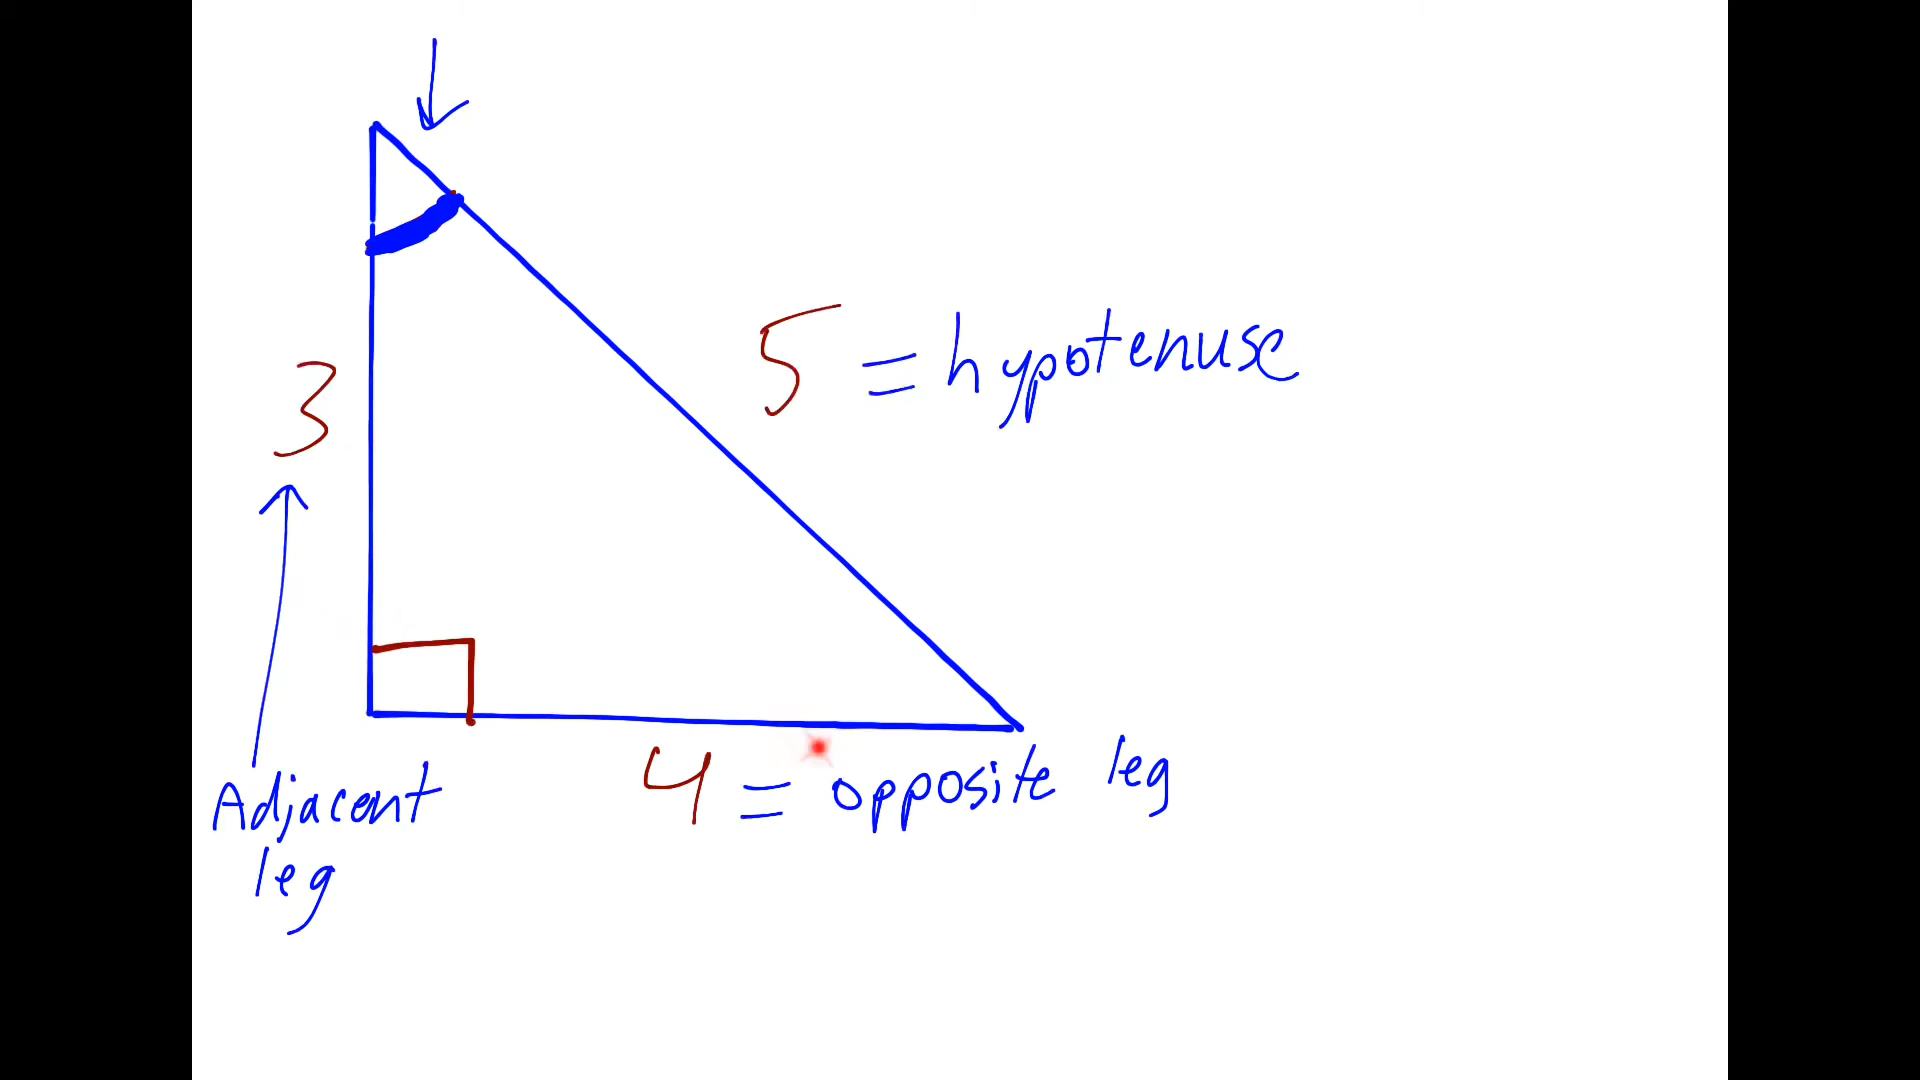 5 = hypotenuse
3
4 = opposite leg
Adjacent
leg